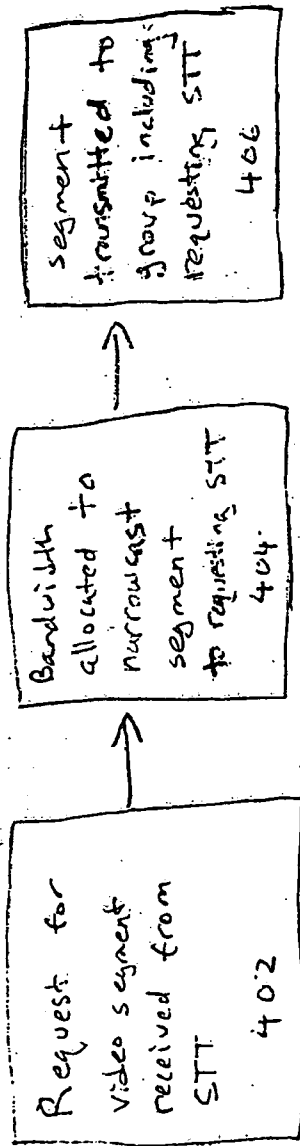 Request for
video segment
received from
STT
402
Bandwidth
allocated to
narrowcast
segment
to requesting STT
404.
segment
transmitted to
group including
requesting STT
406